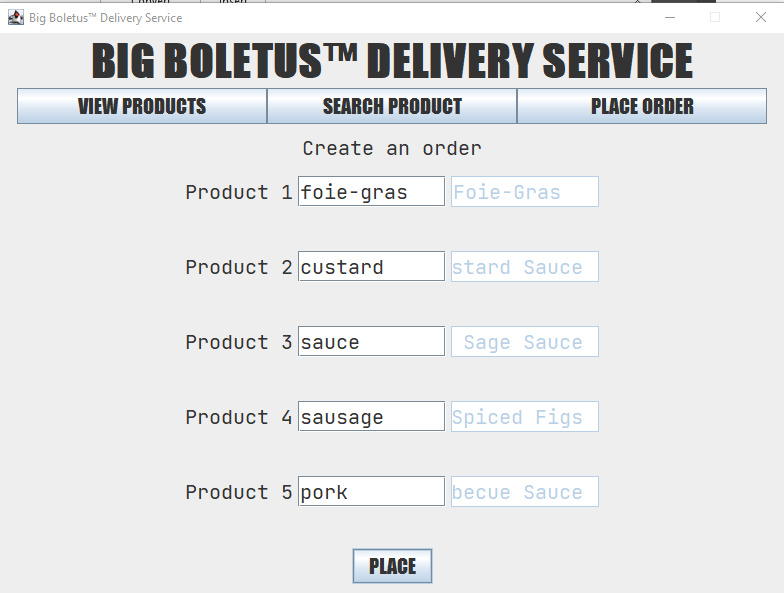 Big Boletus™ Delivery Service
BIG BOLETUS™ DELIVERY SERVICE
VIEW PRODUCTS SEARCH PRODUCT PLACE ORDER
Create an order
Product 1 foie-gras Foie-Gras
Product 2 custard stard Sauce
Product 3 sauce Sage Sauce
Product 4 sausage Spiced Figs
Product 5 pork becue Sauce
PLACE